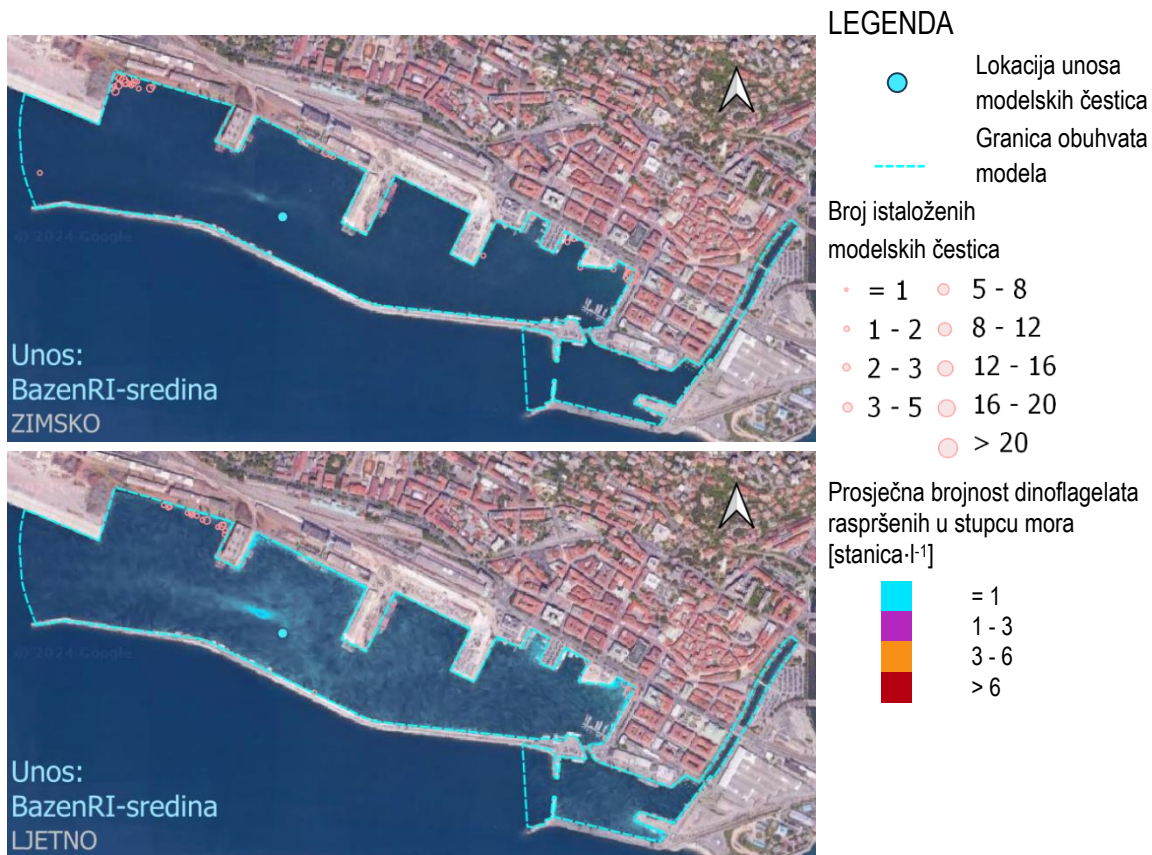 LEGENDA
Lokacija unosa
modelskih čestica
Granica obuhvata
modela
Broj istaloženih
modelskih čestica
= 1
5 - 8
1 - 2
8 - 12
2 - 3
12 - 16
3 - 5
16 - 20
> 20
Prosječna brojnost dinoflagelata
raspršenih u stupcu mora
[stanica·l-1]
= 1
1 - 3
3 - 6
> 6
© 2024 Google
Unos:
BazenRI-sredina
ZIMSKO
© 2024 Google
Unos:
BazenRI-sredina
LJETNO